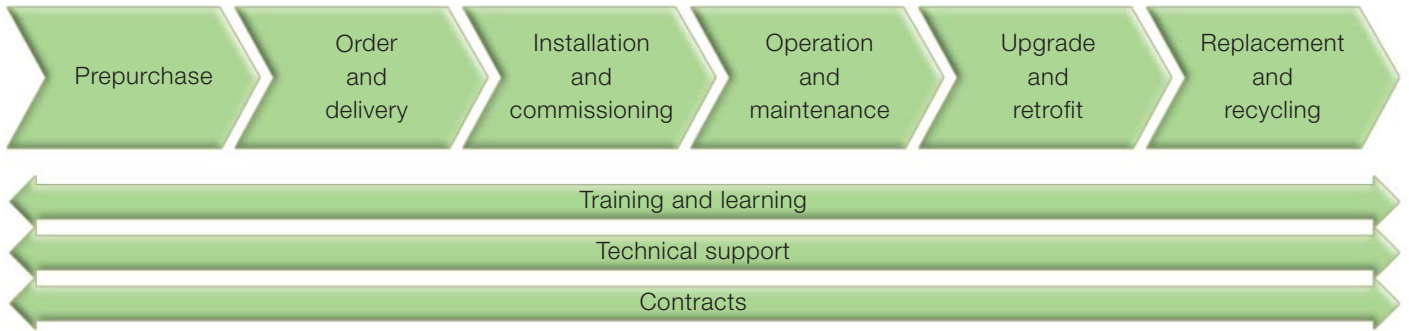 Prepurchase
Order
and
delivery
Installation
and
commissioning
Operation
and
maintenance
Upgrade
and
retrofit
Replacement
and
recycling
Training and learning
Technical support
Contracts